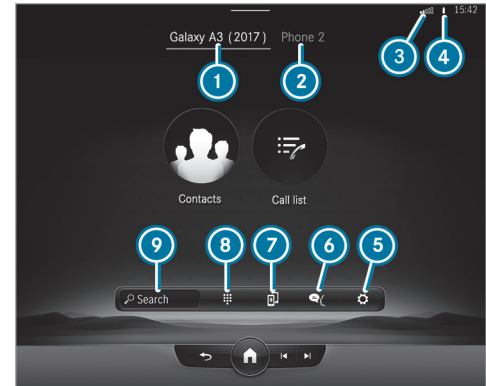 15:42
Galaxy A3 (2017) Phone 2
3 4
1 2
Contacts Call list
9 8 7 6 5
Search